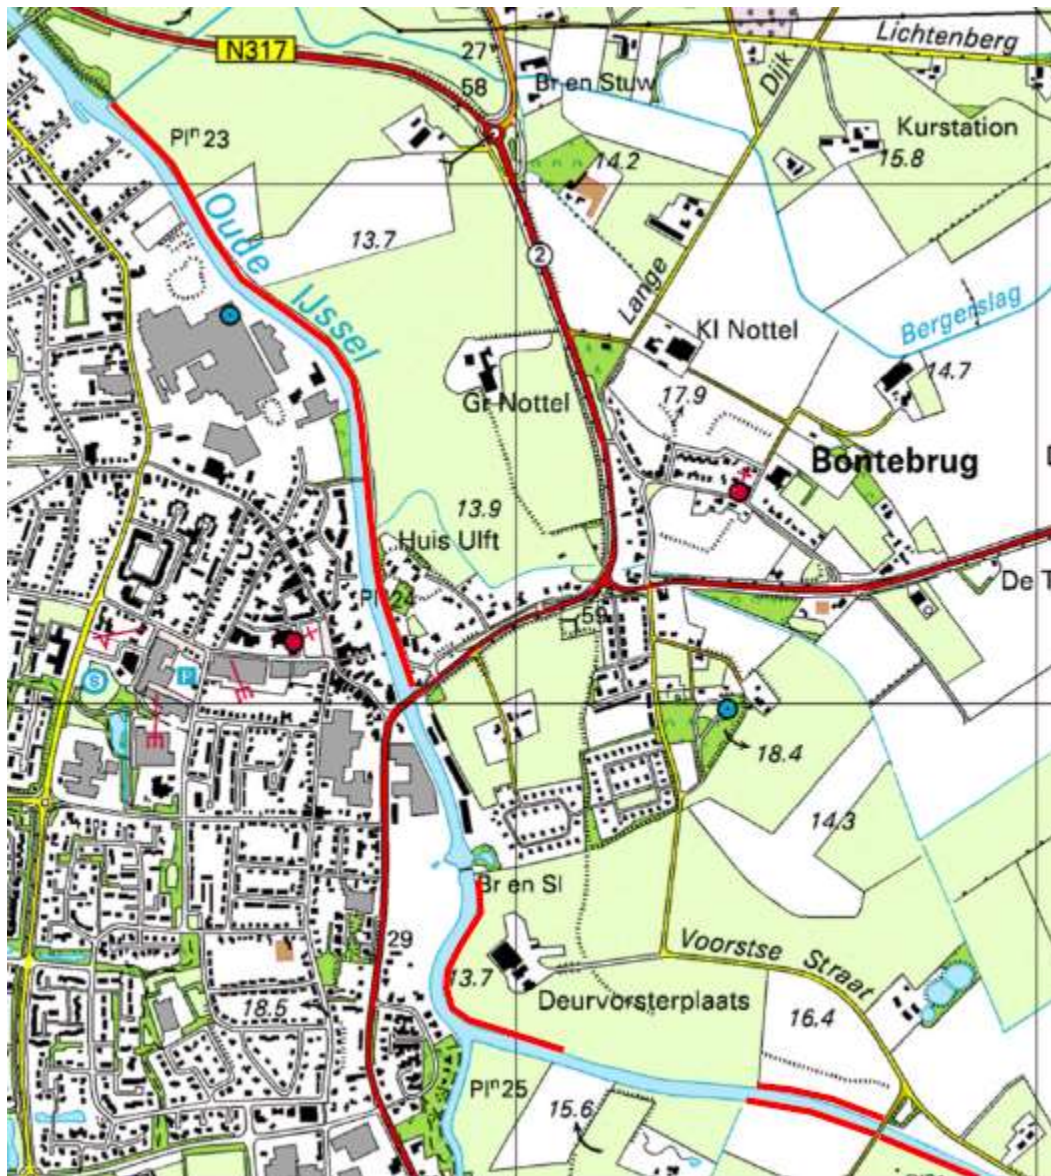 Lichtenberg
N317
27
58
Br en Stuw
Dijk
Plⁿ 23
Kurstation
14.2
15.8
Oude IJssel
13.7
2
Lange
Kl Nottel
Bergerslag
14.7
Gr Nottel
17.9
Bontebrug
13.9
Huis Ulft
De T
Plⁿ 24
59
P
S
18.4
14.3
Br en Sl
29
13.7
Voorstse Straat
18.5
Deurvorsterplaats
16.4
Plⁿ 25
15.6